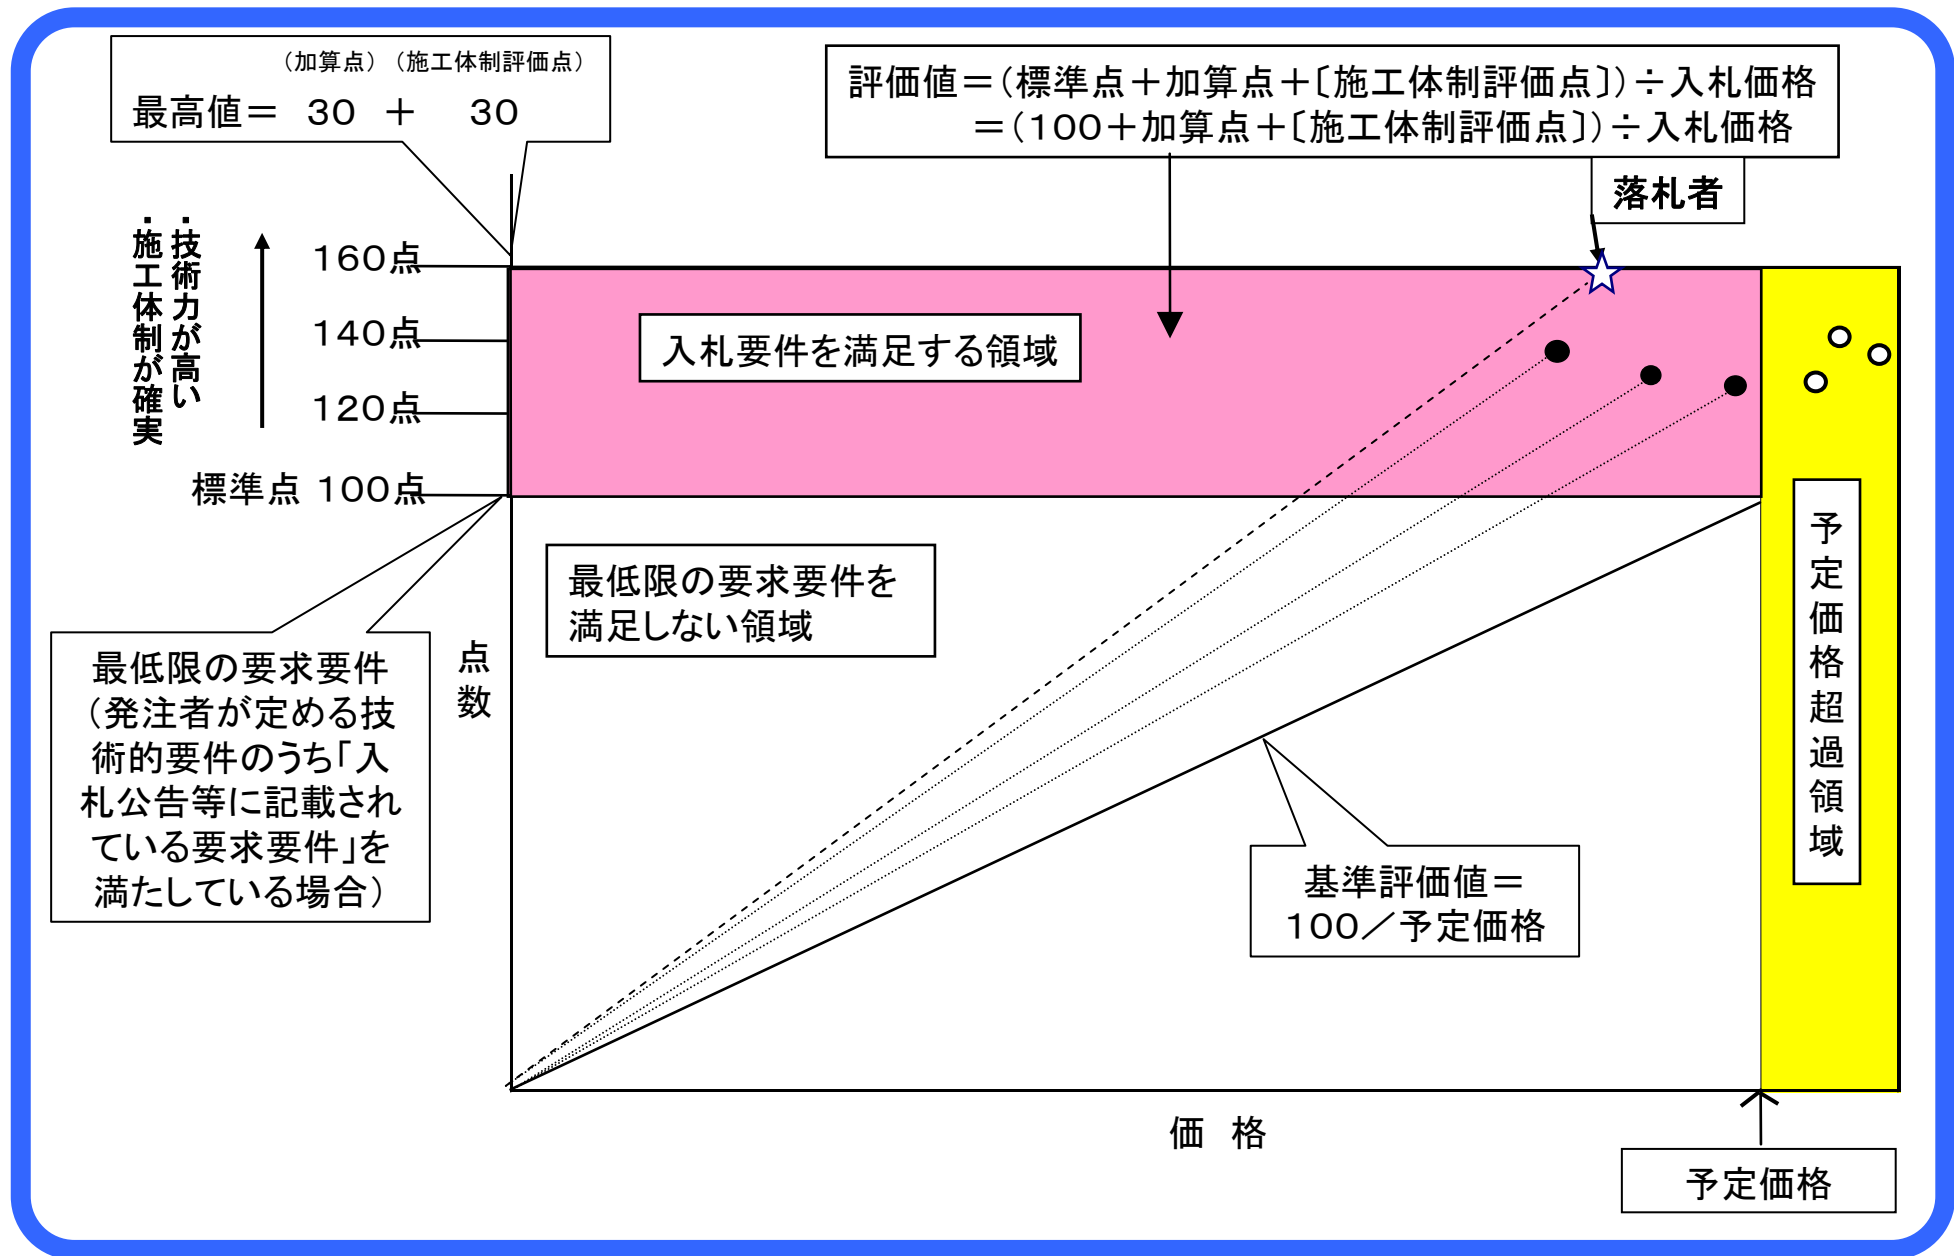 （加算点）（施工体制評価点）
最高値＝ 30 ＋ 30
評価値＝（標準点＋加算点＋〔施工体制評価点〕）÷入札価格
＝（100＋加算点＋〔施工体制評価点〕）÷入札価格
落札者
・技術力が高い
・施工体制が確実
160点
140点
120点
標準点 100点
入札要件を満足する領域
最低限の要求要件を
満足しない領域
点数
最低限の要求要件
（発注者が定める技
術的要件のうち「入
札公告等に記載され
ている要求要件」を
満たしている場合）
予定価格超過領域
基準評価値＝
100／予定価格
価 格
予定価格